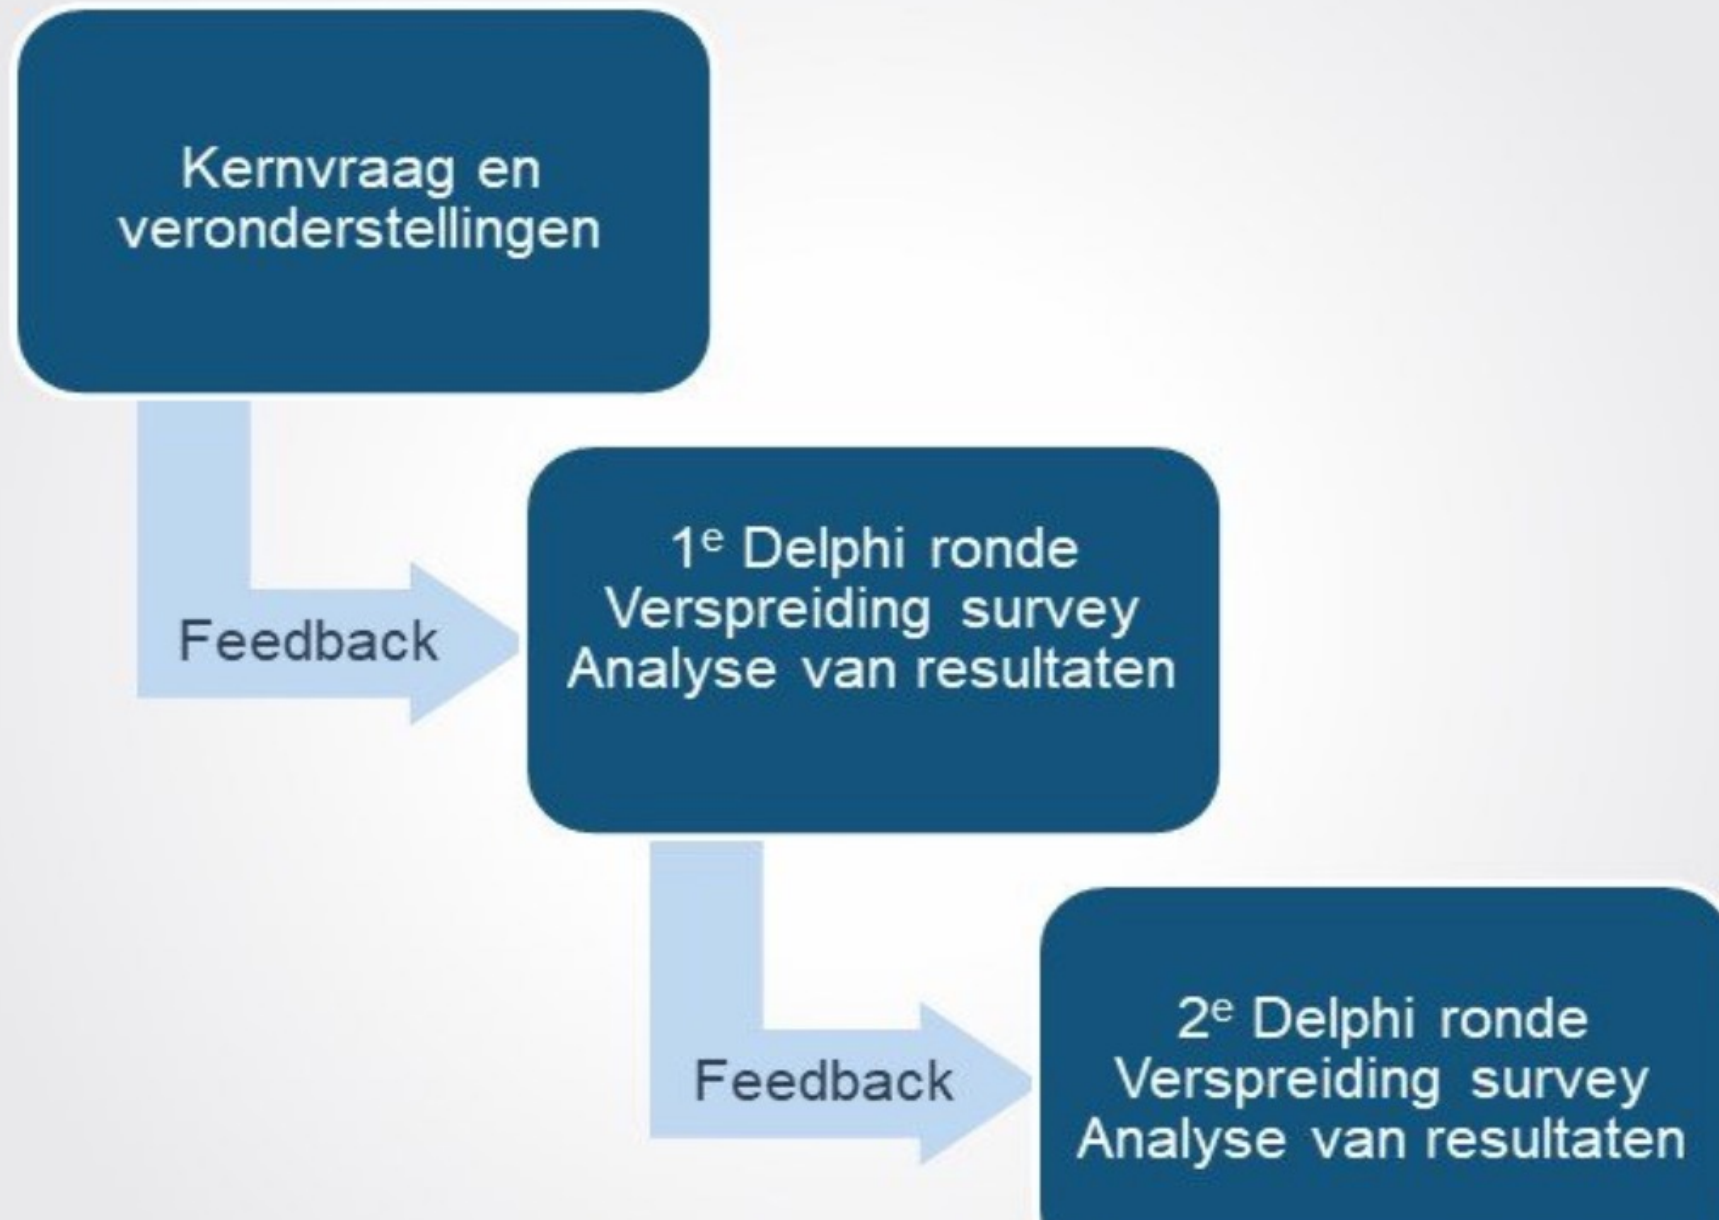 Kernvraag en
veronderstellingen
Feedback
1e Delphi ronde
Verspreiding survey
Analyse van resultaten
Feedback
2e Delphi ronde
Verspreiding survey
Analyse van resultaten